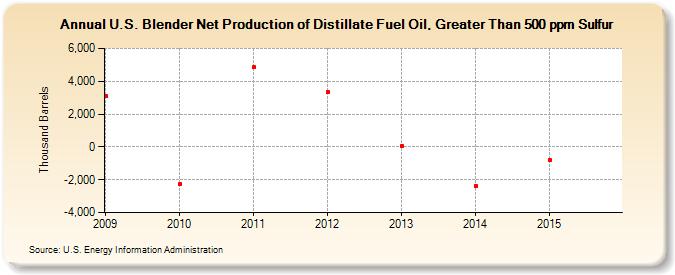 Annual U.S. Blender Net Production of Distillate Fuel Oil, Greater Than 500 ppm Sulfur
Thousand Barrels
6,000
4,000
2,000
0
-2,000
-4,000
2009 2010 2011 2012 2013 2014 2015
Source: U.S. Energy Information Administration